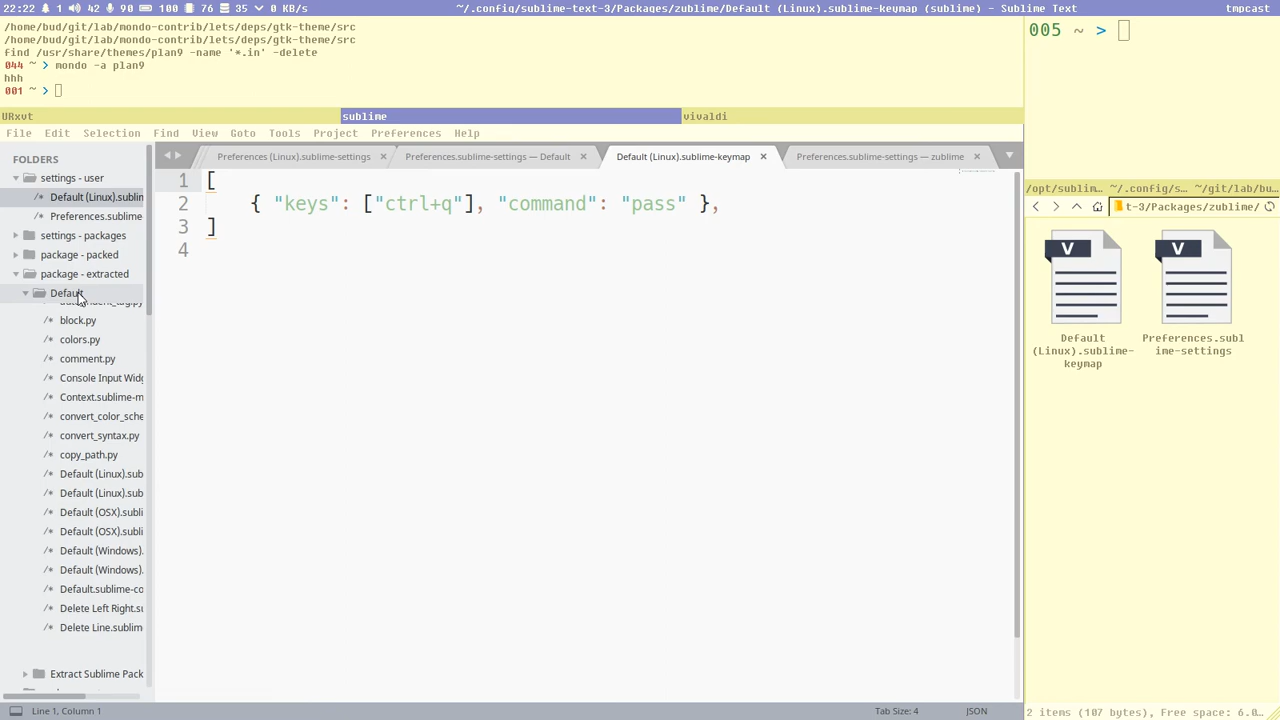 22:22 1 42 90 100 76 35 0 KB/s
~/.config/sublime-text-3/Packages/zublime/Default (Linux).sublime-keymap (sublime) - Sublime Text
tmpcast
/home/bud/git/lab/mondo-contrib/lets/deps/gtk-theme/src
/home/bud/git/lab/mondo-contrib/lets/deps/gtk-theme/src
find /usr/share/themes/plan9 -name '*.in' -delete
044 ~ > mondo -a plan9
hhh
001 ~ >
005 ~ >
URxvt sublime vivaldi
File Edit Selection Find View Goto Tools Project Preferences Help
FOLDERS
settings - user
/* Default (Linux).sublin
/* Preferences.sublime
settings - packages
package - packed
package - extracted
Default
/* block.py
/* colors.py
/* comment.py
/* Console Input Widg
/* Context.sublime-m
/* convert_color_sche
/* convert_syntax.py
/* copy_path.py
/* Default (Linux).sub
/* Default (Linux).sub
/* Default (OSX).subli
/* Default (OSX).subli
/* Default (Windows).
/* Default (Windows).
/* Default.sublime-co
/* Delete Left Right.su
/* Delete Line.sublim
Extract Sublime Pack
Preferences (Linux).sublime-settings × Preferences.sublime-settings — Default × Default (Linux).sublime-keymap × Preferences.sublime-settings — zublime ×
1 [
2 { "keys": ["ctrl+q"], "command": "pass" },
3 ]
4
Line 1, Column 1
Tab Size: 4
JSON
/opt/sublim… ~/.config/s… ~/git/lab/bu…
t-3/Packages/zublime/
V
Default
(Linux).sublime-
keymap
V
Preferences.subl
ime-settings
2 items (107 bytes), Free space: 6.0…